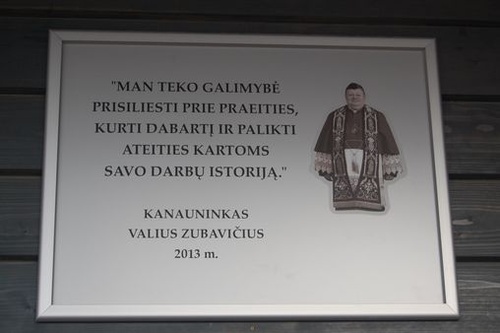 "MAN TEKO GALIMYBĖ
PRISILIESTI PRIE PRAEITIES,
KURTI DABARTĮ IR PALIKTI
ATEITIES KARTOMS
SAVO DARBŲ ISTORIJĄ."
KANAUNINKAS
VALIUS ZUBAVIČIUS
2013 m.